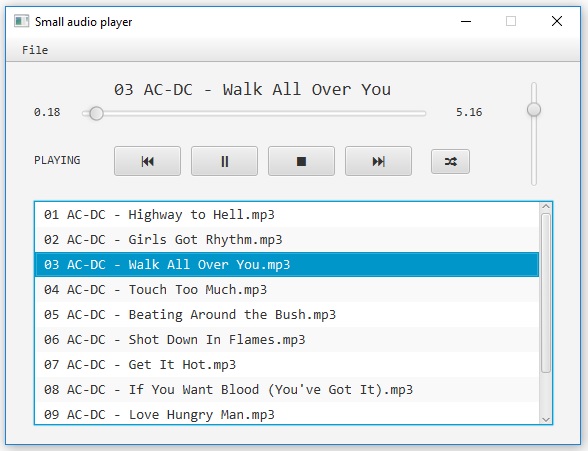 Small audio player
File
03 AC-DC - Walk All Over You
0.18
5.16
PLAYING
01 AC-DC - Highway to Hell.mp3
02 AC-DC - Girls Got Rhythm.mp3
03 AC-DC - Walk All Over You.mp3
04 AC-DC - Touch Too Much.mp3
05 AC-DC - Beating Around the Bush.mp3
06 AC-DC - Shot Down In Flames.mp3
07 AC-DC - Get It Hot.mp3
08 AC-DC - If You Want Blood (You've Got It).mp3
09 AC-DC - Love Hungry Man.mp3